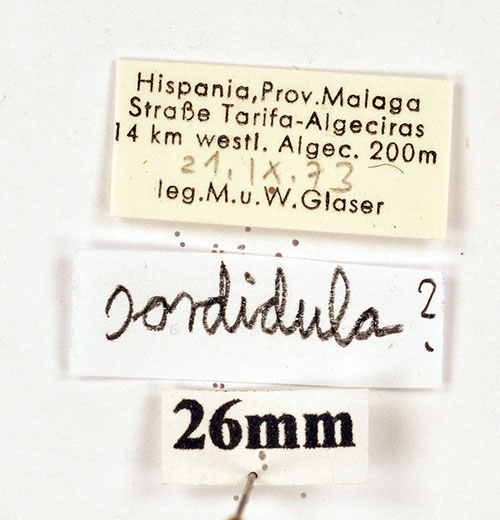 Hispania,Prov.Malaga
Straße Tarifa-Algeciras
14 km westl. Algec. 200m
21.IX.73
leg.M.u.W.Glaser
sordidula ?
26mm